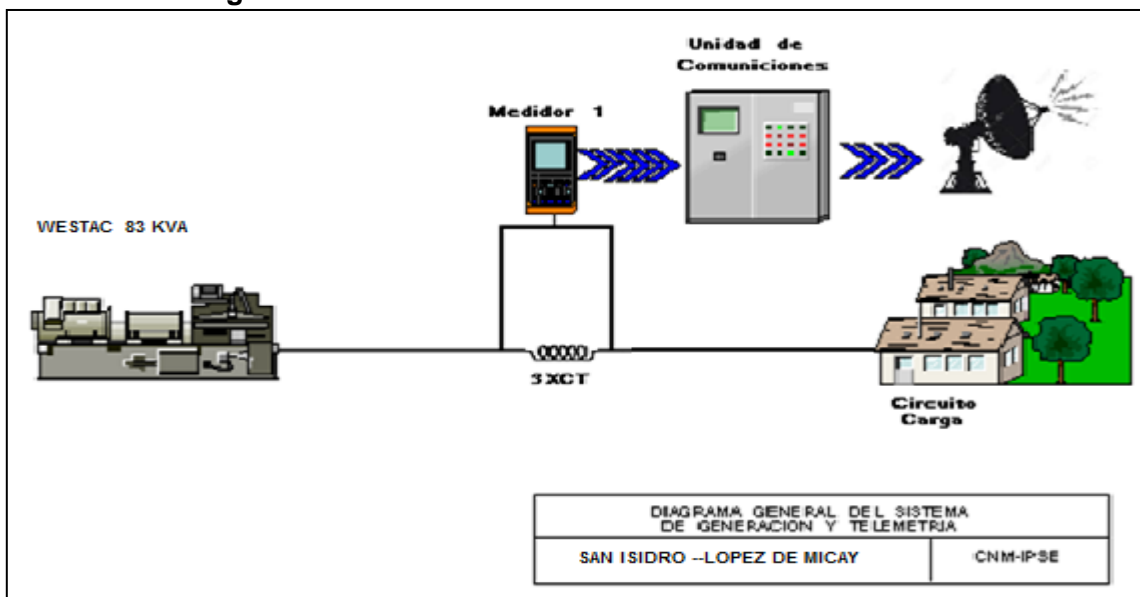 Unidad de
Comuniciones
Medidor 1
WESTAC 83 KVA
3XCT
Circuito
Carga
DIAGRAMA GENERAL DEL SISTEMA
DE GENERACION Y TELEMETRIA
SAN ISIDRO --LOPEZ DE MICAY
CNM-IPSE